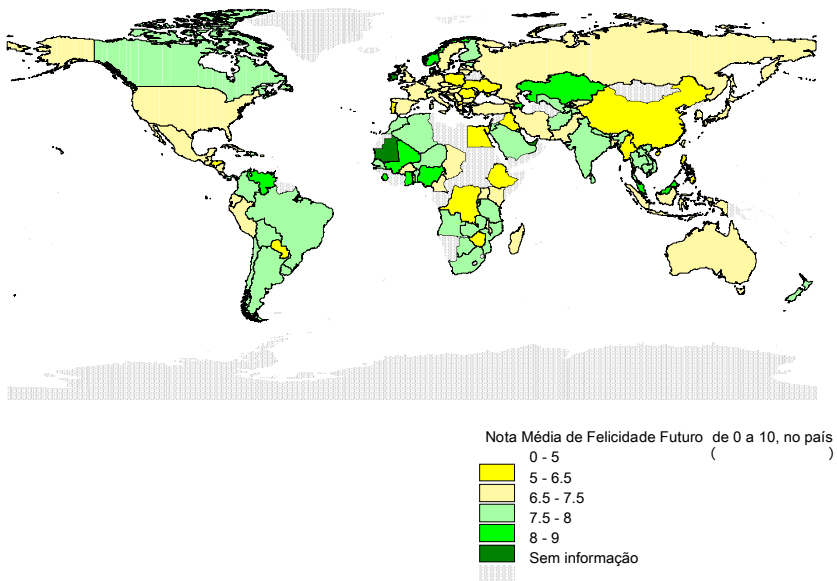 Nota Média de Felicidade Futuro de 0 a 10, no país
( )
0 - 5
5 - 6.5
6.5 - 7.5
7.5 - 8
8 - 9
Sem informação